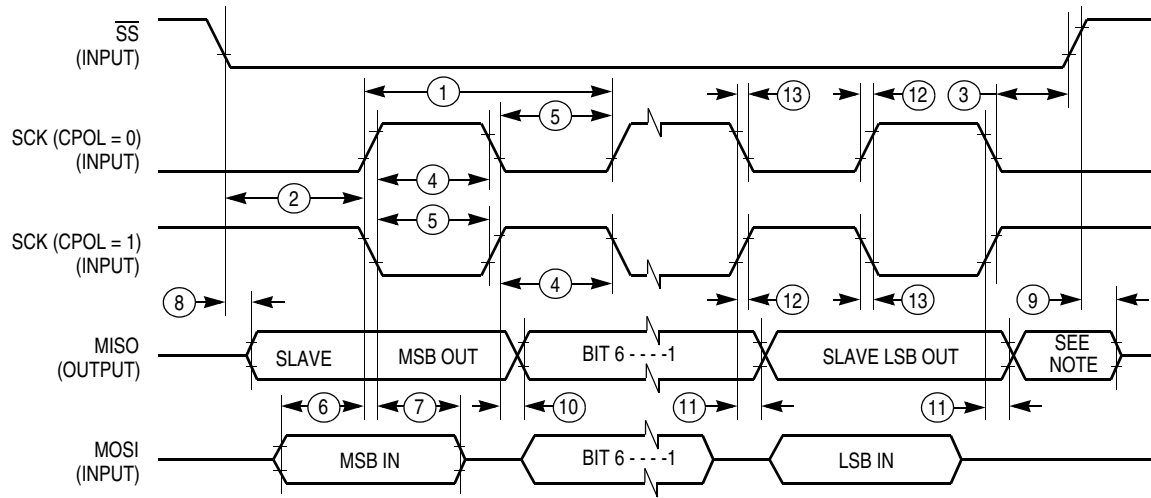 SS
(INPUT)
1
13
12
3
5
SCK (CPOL = 0)
(INPUT)
4
2
5
SCK (CPOL = 1)
(INPUT)
4
8
12
13
9
MISO
(OUTPUT)
SLAVE
MSB OUT
BIT 6 - - - -1
SLAVE LSB OUT
SEE
NOTE
6
7
10
11
11
MOSI
(INPUT)
MSB IN
BIT 6 - - - -1
LSB IN